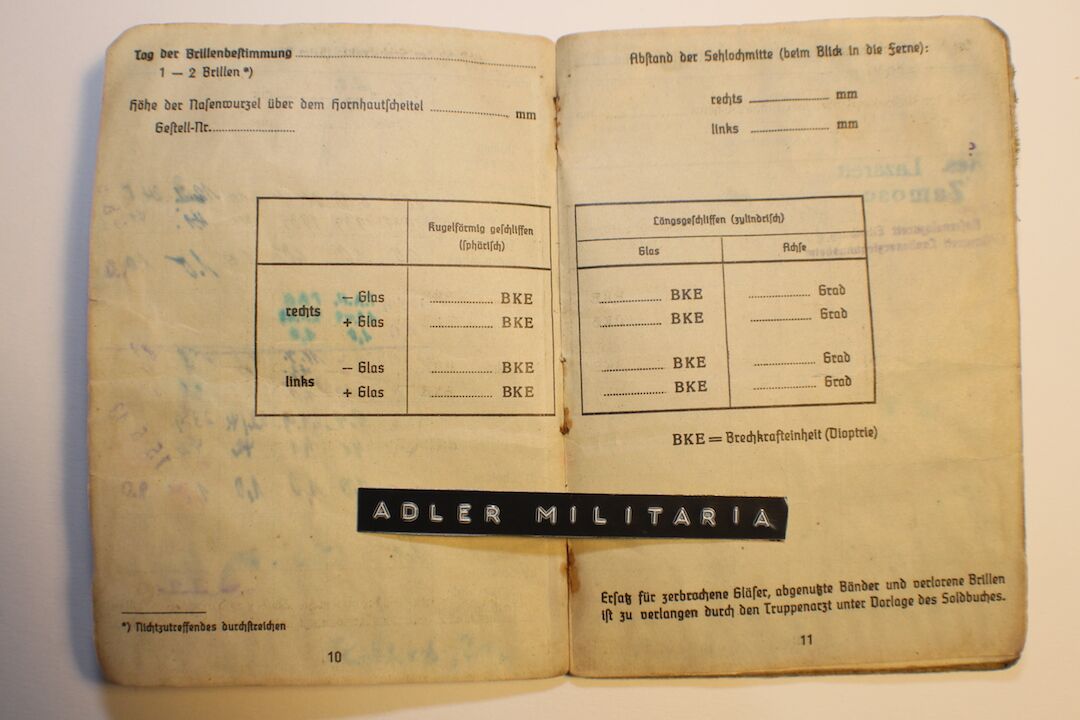 Tag der Brillenbestimmung
1 — 2 Brillen *)
Höhe der Nasenwurzel über dem Hornhautscheitel ........ mm
Gestell-Nr.
Kugelförmig geschliffen
(sphärisch)
rechts
— Glas ........ BKE
+ Glas ........ BKE
links
— Glas ........ BKE
+ Glas ........ BKE
*) Nichtzutreffendes durchstreichen
10
Abstand der Sehlochmitte (beim Blick in die Ferne):
rechts ........ mm
links ........ mm
Res. Lazarett
Zamosc
Längsgeschliffen (zylindrisch)
Glas Achse
........ BKE ........ Grad
........ BKE ........ Grad
........ BKE ........ Grad
........ BKE ........ Grad
BKE = Brechkrafteinheit (Dioptrie)
ADLER MILITARIA
Ersatz für zerbrochene Gläser, abgenutzte Bänder und verlorene Brillen
ist zu verlangen durch den Truppenarzt unter Vorlage des Soldbuches.
11